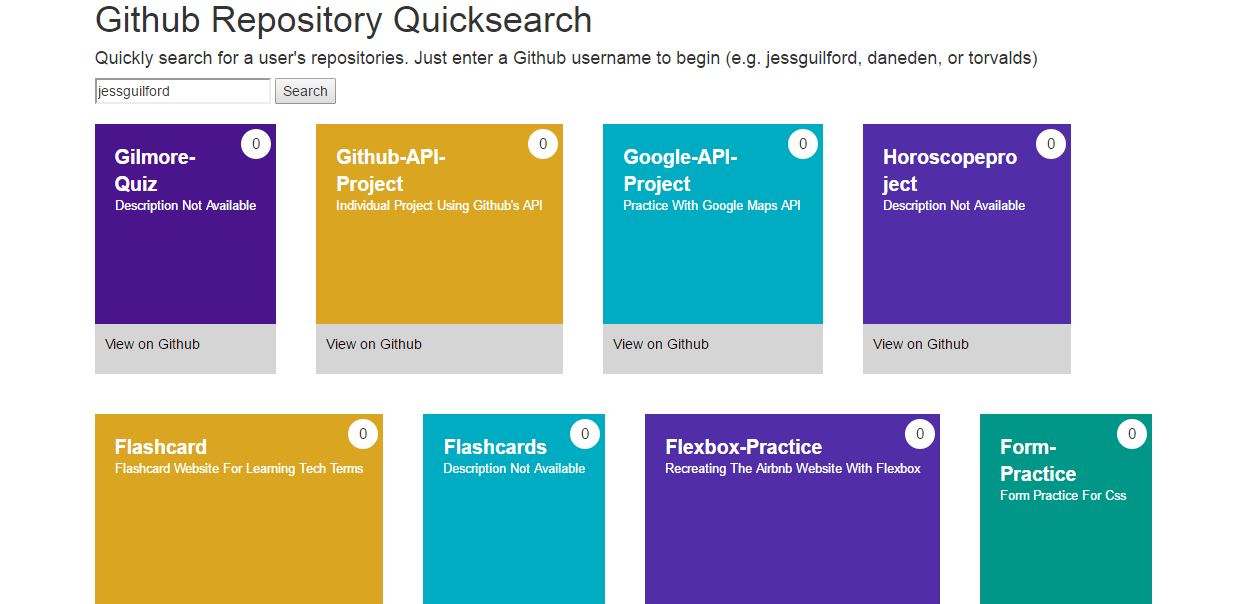 Github Repository Quicksearch
Quickly search for a user's repositories. Just enter a Github username to begin (e.g. jessguilford, daneden, or torvalds)
jessguilford Search
0
Gilmore-
Quiz
Description Not Available
View on Github
0
Github-API-
Project
Individual Project Using Github's API
View on Github
0
Google-API-
Project
Practice With Google Maps API
View on Github
0
Horoscopepro
ject
Description Not Available
View on Github
0
Flashcard
Flashcard Website For Learning Tech Terms
0
Flashcards
Description Not Available
0
Flexbox-Practice
Recreating The Airbnb Website With Flexbox
0
Form-
Practice
Form Practice For Css